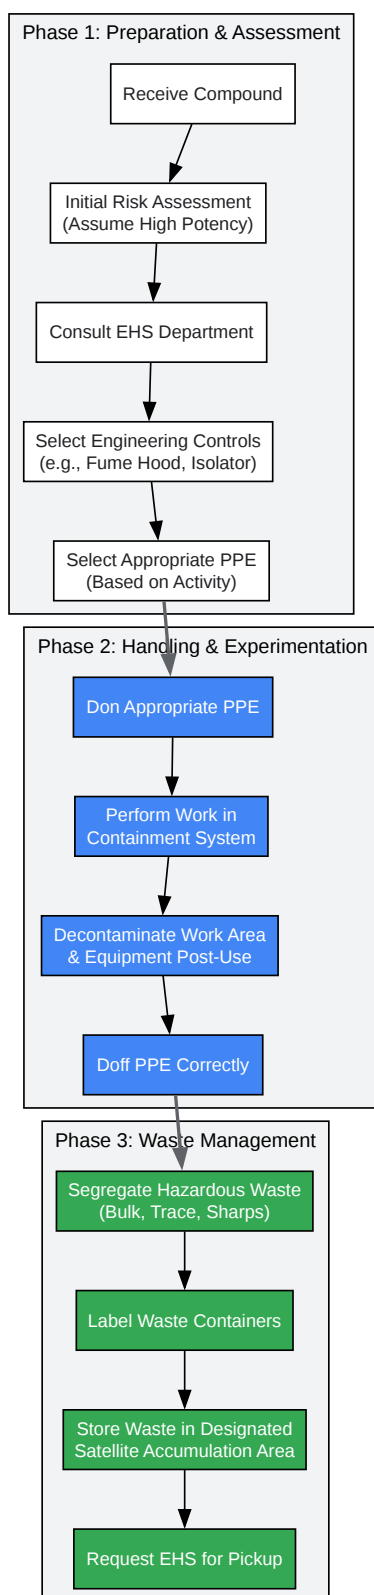 Phase 1: Preparation & Assessment
Receive Compound
Initial Risk Assessment
(Assume High Potency)
Consult EHS Department
Select Engineering Controls
(e.g., Fume Hood, Isolator)
Select Appropriate PPE
(Based on Activity)
Phase 2: Handling & Experimentation
Don Appropriate PPE
Perform Work in
Containment System
Decontaminate Work Area
& Equipment Post-Use
Doff PPE Correctly
Phase 3: Waste Management
Segregate Hazardous Waste
(Bulk, Trace, Sharps)
Label Waste Containers
Store Waste in Designated
Satellite Accumulation Area
Request EHS for Pickup